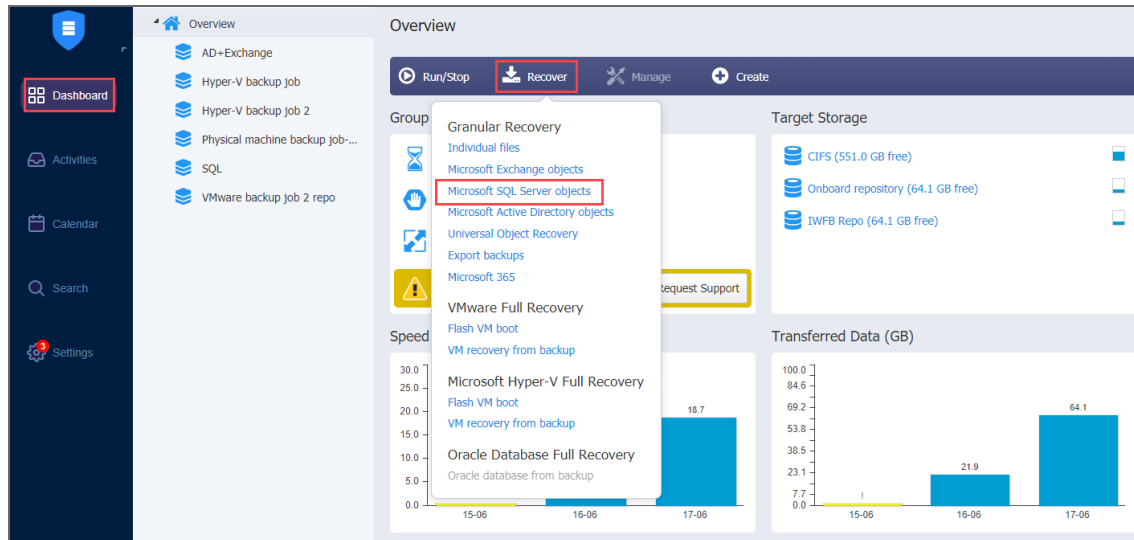 Dashboard
Activities
Calendar
Search
3
Settings
Overview
AD+Exchange
Hyper-V backup job
Hyper-V backup job 2
Physical machine backup job-...
SQL
VMware backup job 2 repo
Overview
Run/Stop
Recover
Manage
Create
Group
Granular Recovery
Individual files
Microsoft Exchange objects
Microsoft SQL Server objects
Microsoft Active Directory objects
Universal Object Recovery
Export backups
Microsoft 365
VMware Full Recovery
Flash VM boot
VM recovery from backup
Microsoft Hyper-V Full Recovery
Flash VM boot
VM recovery from backup
Oracle Database Full Recovery
Oracle database from backup
Request Support
Target Storage
CIFS (551.0 GB free)
Onboard repository (64.1 GB free)
IWFB Repo (64.1 GB free)
Speed
30.0
25.0
20.0
15.0
10.0
5.0
0.0
18.7
15-06 16-06 17-06
Transferred Data (GB)
100.0
84.6
69.2
53.8
38.5
23.1
7.7
0.0
!
21.9
64.1
15-06 16-06 17-06